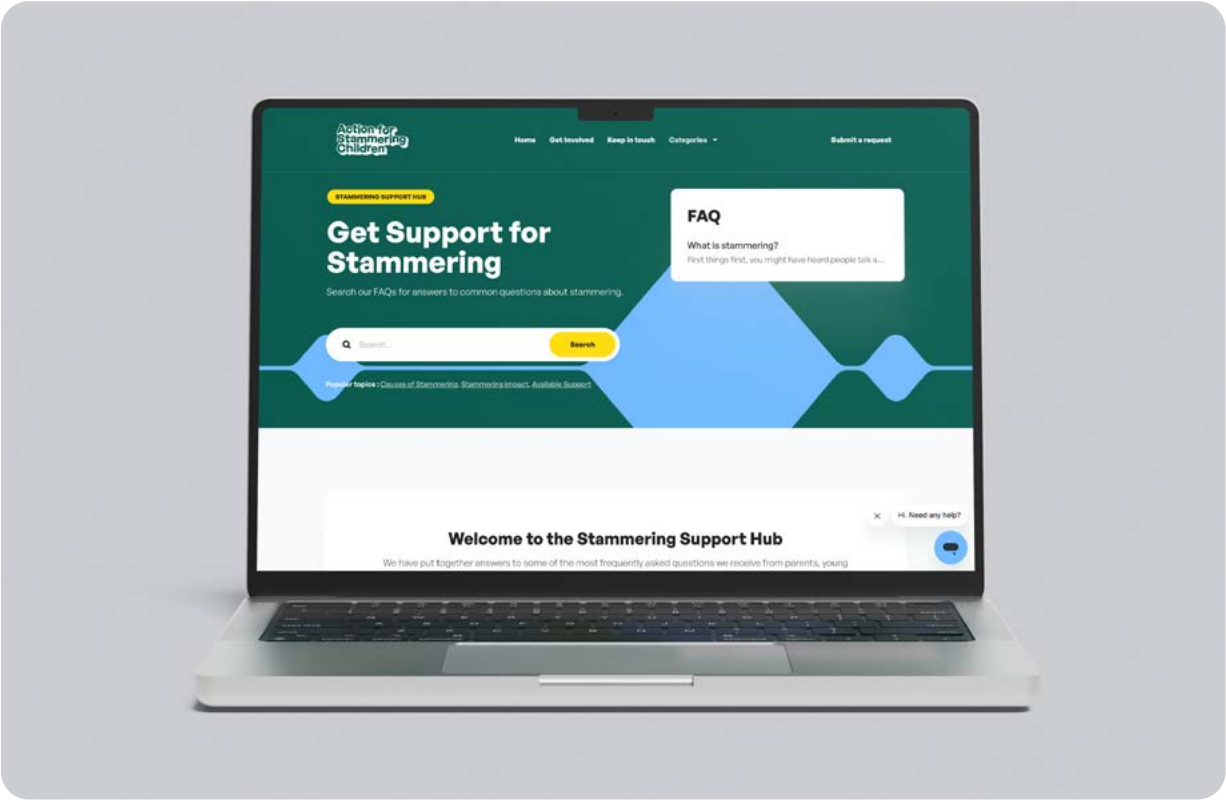 Action for
Stammering
Children
Home Get Involved Keep in touch Categories Submit a request
STAMMERING SUPPORT HUB
Get Support for
Stammering
Search our FAQs for answers to common questions about stammering.
Search... Search
Popular topics : Causes of Stammering, Stammering Impact, Available Support
FAQ
What is stammering?
First things first, you might have heard people talk a...
Welcome to the Stammering Support Hub
We have put together answers to some of the most frequently asked questions we receive from parents, young
Hi. Need any help?